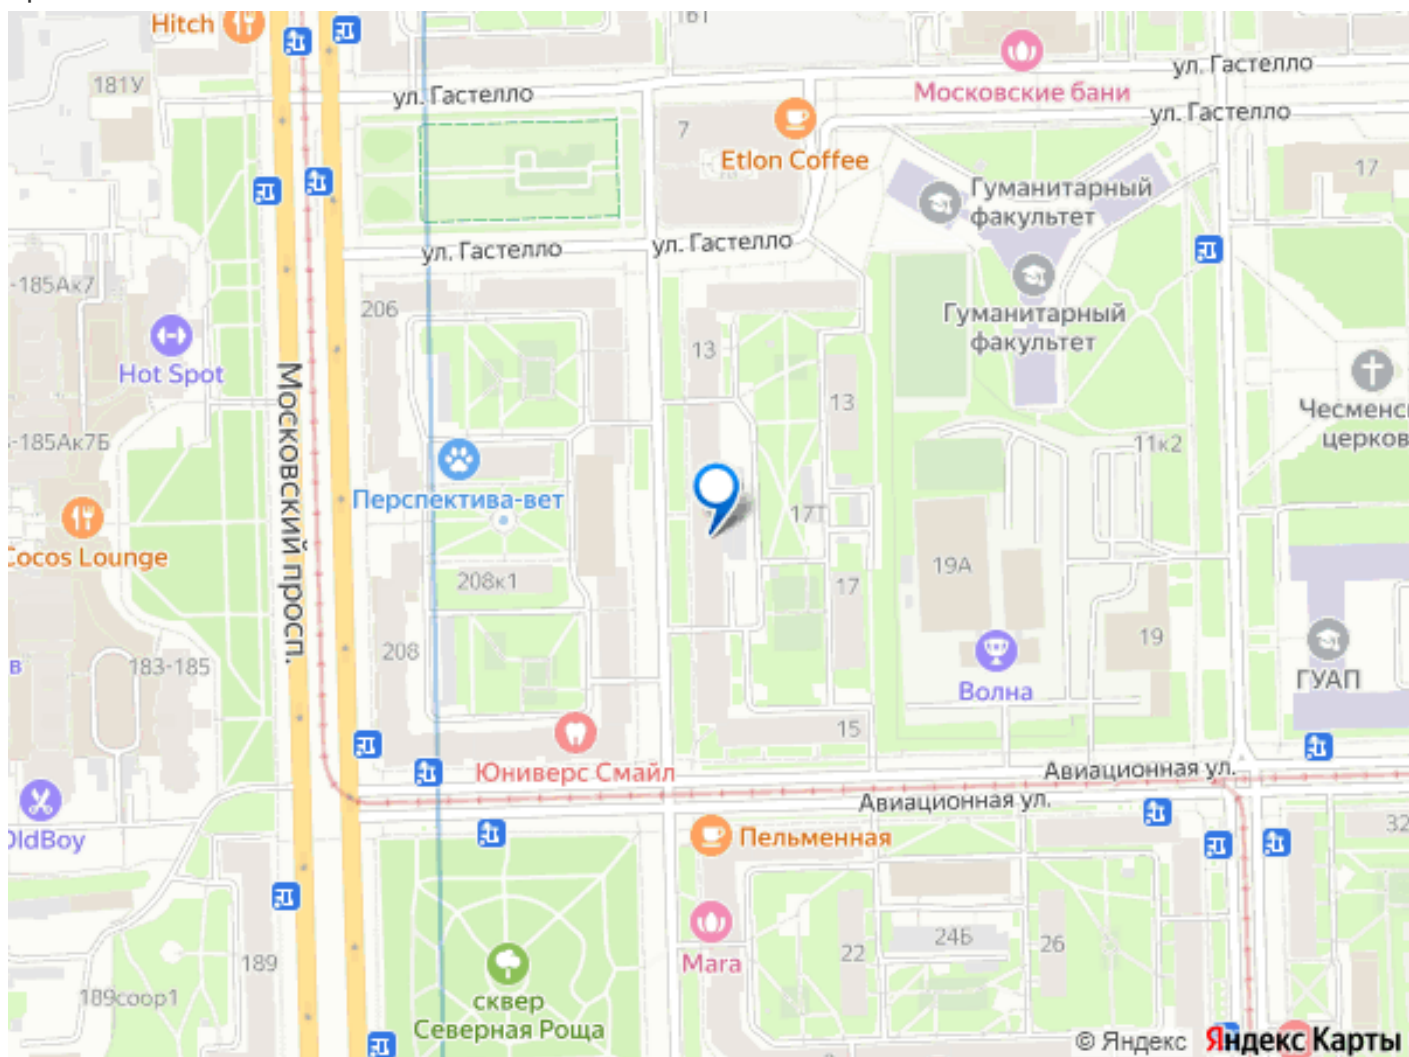 Hitch
16Т
181У
ул. Гастелло
Московские бани
ул. Гастелло
ул. Гастелло
7
Etlon Coffee
17
Гуманитарный
факультет
ул. Гастелло
ул. Гастелло
-185Ак7
206
Гуманитарный
факультет
Hot Spot
13
13
Московский просп.
Чесменс
церков
-185Ак7Б
11к2
Перспектива-вет
17Т
Cocos Lounge
208к1
19А
17
208
19
183-185
в
ГУАП
Волна
15
Юниверс Смайл
Авиационная ул.
Авиационная ул.
OldBoy
Пельменная
32
189
Mara
22
24Б
26
189соор1
сквер
Северная Роща
© Яндекс Яндекс Карты